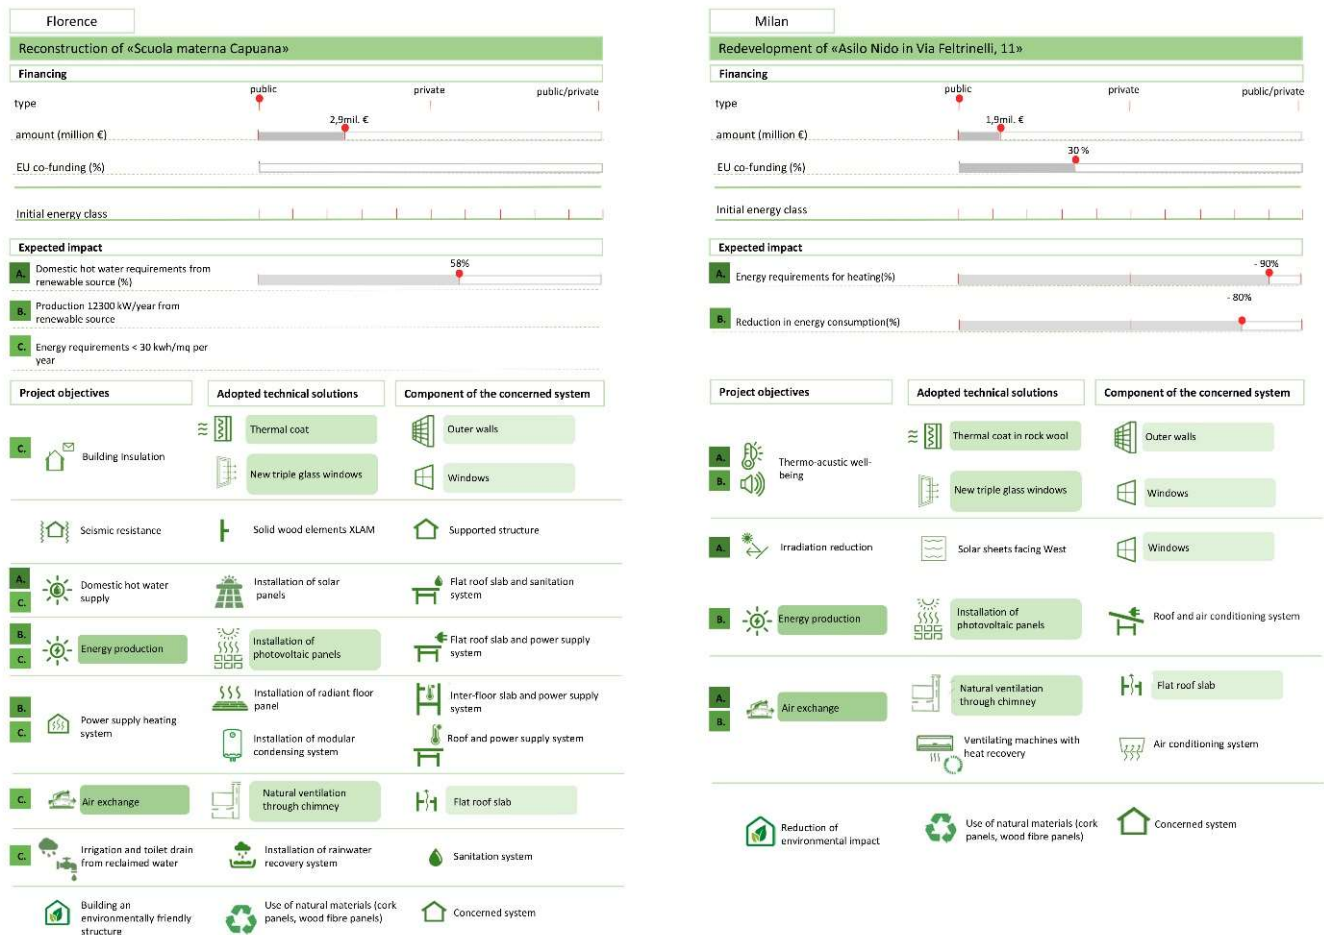 Florence
Reconstruction of «Scuola materna Capuana»
Financing
public
private
public/private
type
2,9mil. €
amount (million €)
EU co-funding (%)
Initial energy class
Expected impact
58%
A.
Domestic hot water requirements from
renewable source (%)
B.
Production 12300 kW/year from
renewable source
C.
Energy requirements < 30 kwh/mq per
year
Project objectives
Adopted technical solutions
Component of the concerned system
C.
Building Insulation
Thermal coat
Outer walls
New triple glass windows
Windows
Seismic resistance
Solid wood elements XLAM
Supported structure
A.
C.
Domestic hot water
supply
Installation of solar
panels
Flat roof slab and sanitation
system
B.
C.
Energy production
Installation of
photovoltaic panels
Flat roof slab and power supply
system
B.
C.
Power supply heating
system
Installation of radiant floor
panel
Inter-floor slab and power supply
system
Installation of modular
condensing system
Roof and power supply system
C.
Air exchange
Natural ventilation
through chimney
Flat roof slab
C.
Irrigation and toilet drain
from reclaimed water
Installation of rainwater
recovery system
Sanitation system
Building an
environmentally friendly
structure
Use of natural materials (cork
panels, wood fibre panels)
Concerned system
Milan
Redevelopment of «Asilo Nido in Via Feltrinelli, 11»
Financing
public
private
public/private
type
1,9mil. €
amount (million €)
30 %
EU co-funding (%)
Initial energy class
Expected impact
- 90%
A.
Energy requirements for heating(%)
- 80%
B.
Reduction in energy consumption(%)
Project objectives
Adopted technical solutions
Component of the concerned system
A.
B.
Thermo-acustic well-
being
Thermal coat in rock wool
Outer walls
New triple glass windows
Windows
A.
Irradiation reduction
Solar sheets facing West
Windows
B.
Energy production
Installation of
photovoltaic panels
Roof and air conditioning system
A.
B.
Air exchange
Natural ventilation
through chimney
Flat roof slab
Ventilating machines with
heat recovery
Air conditioning system
Reduction of
environmental impact
Use of natural materials (cork
panels, wood fibre panels)
Concerned system